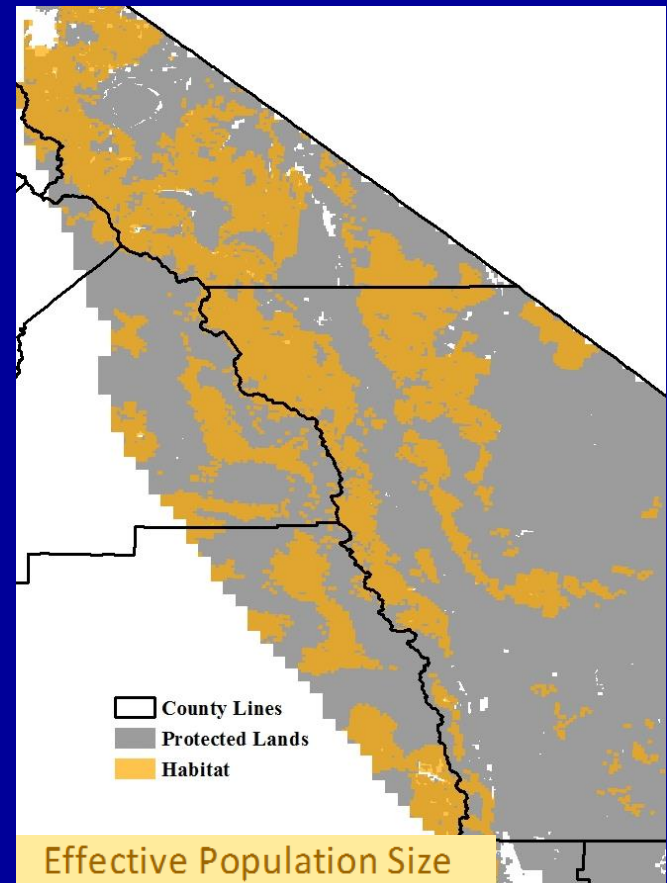 County Lines
Protected Lands
Habitat
Effective Population Size